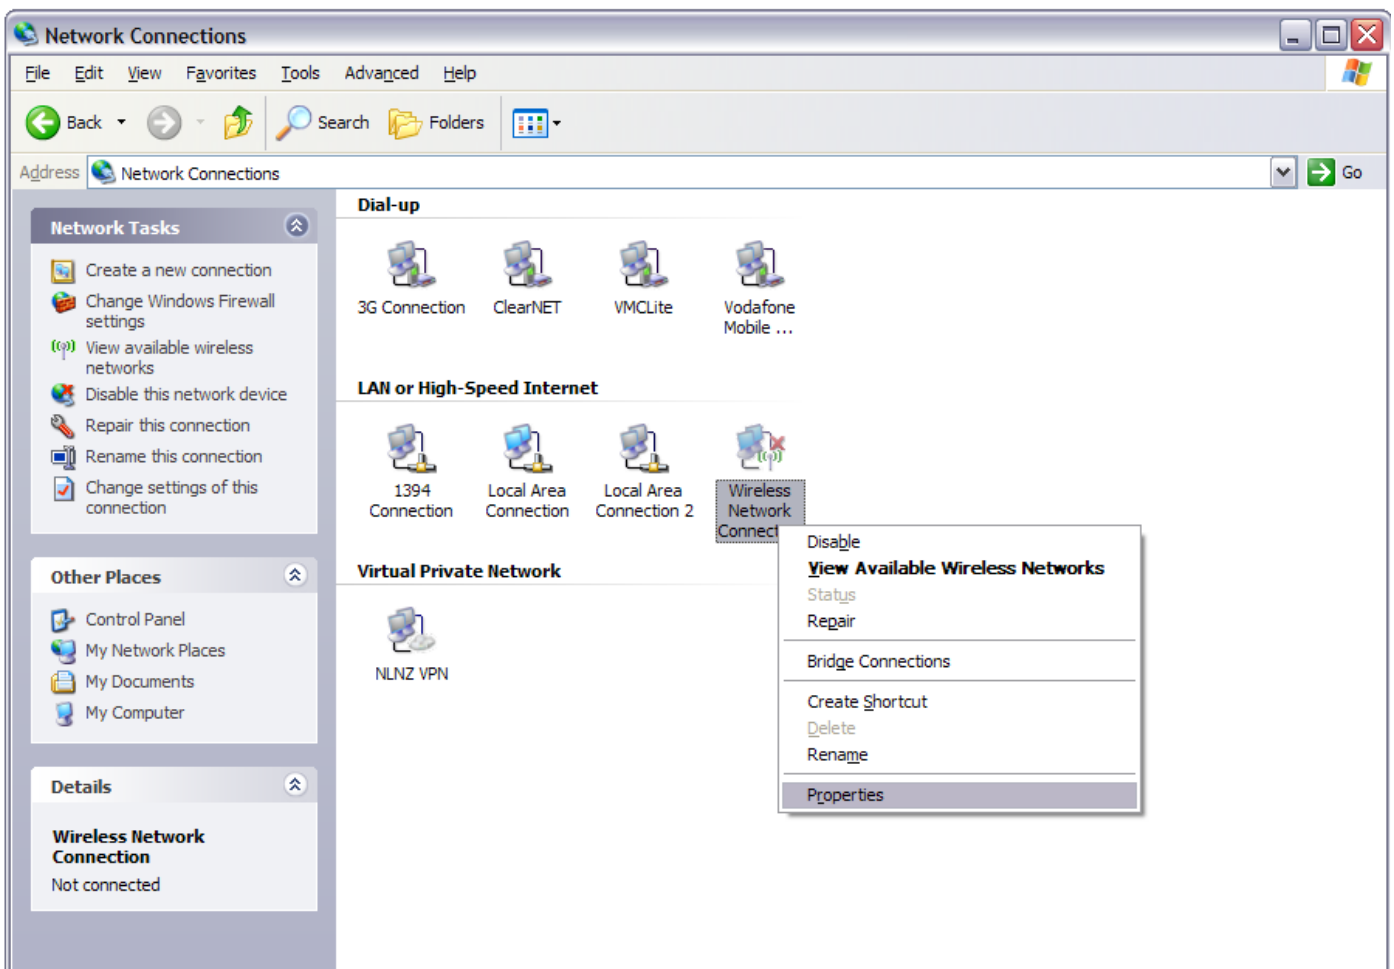 Network Connections
File Edit View Favorites Tools Advanced Help
Back Search Folders
Address Network Connections Go
Network Tasks
Create a new connection
Change Windows Firewall
settings
View available wireless
networks
Disable this network device
Repair this connection
Rename this connection
Change settings of this
connection
Other Places
Control Panel
My Network Places
My Documents
My Computer
Details
Wireless Network
Connection
Not connected
Dial-up
3G Connection
ClearNET
VMCLite
Vodafone
Mobile ...
LAN or High-Speed Internet
1394
Connection
Local Area
Connection
Local Area
Connection 2
Wireless
Network
Connect
Virtual Private Network
NLNZ VPN
Disable
View Available Wireless Networks
Status
Repair
Bridge Connections
Create Shortcut
Delete
Rename
Properties